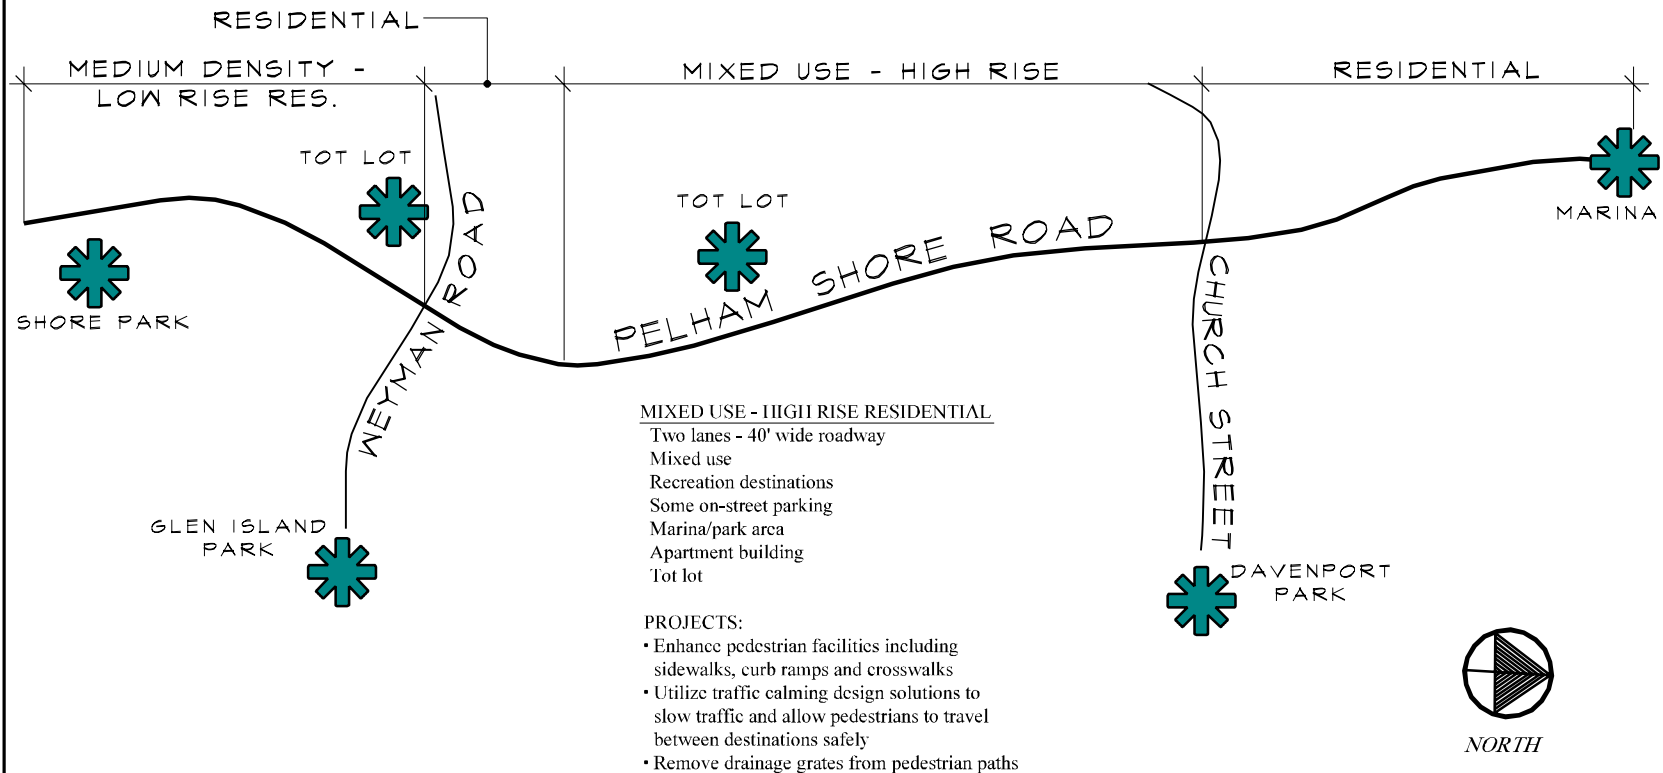 RESIDENTIAL
MEDIUM DENSITY -
LOW RISE RES.
MIXED USE - HIGH RISE
RESIDENTIAL
TOT LOT
TOT LOT
MARINA
SHORE PARK
WEYMAN ROAD
PELHAM SHORE ROAD
CHURCH STREET
MIXED USE - HIGH RISE RESIDENTIAL
Two lanes - 40' wide roadway
Mixed use
Recreation destinations
Some on-street parking
Marina/park area
Apartment building
Tot lot
GLEN ISLAND
PARK
DAVENPORT
PARK
PROJECTS:
• Enhance pedestrian facilities including
sidewalks, curb ramps and crosswalks
• Utilize traffic calming design solutions to
slow traffic and allow pedestrians to travel
between destinations safely
• Remove drainage grates from pedestrian paths
NORTH